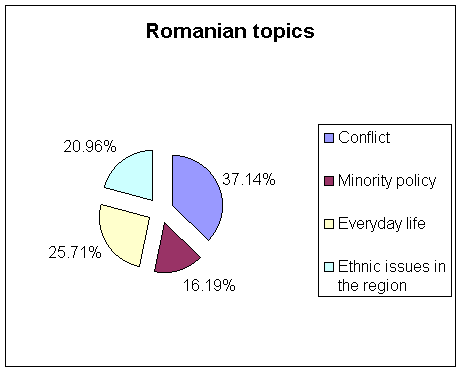 Romanian topics
20.96%
37.14%
25.71%
16.19%
Conflict
Minority policy
Everyday life
Ethnic issues in
the region